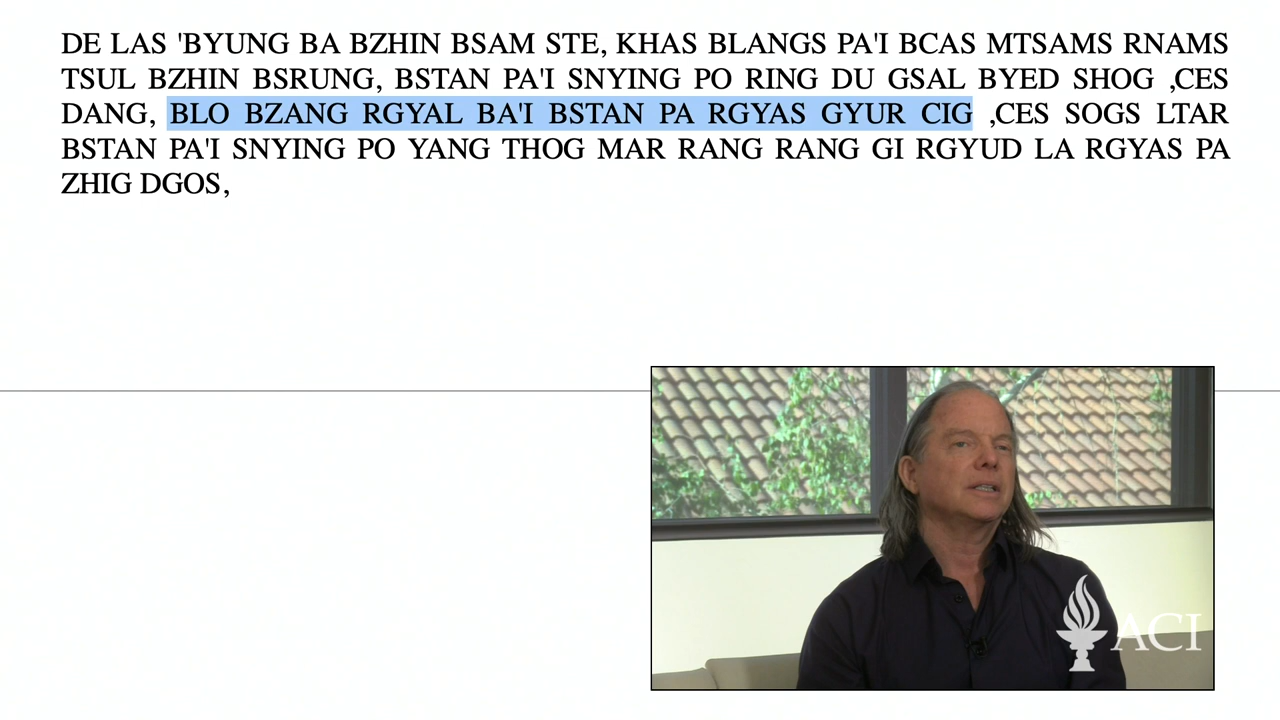 DE LAS 'BYUNG BA BZHIN BSAM STE, KHAS BLANGS PA'I BCAS MTSAMS RNAMS
TSUL BZHIN BSRUNG, BSTAN PA'I SNYING PO RING DU GSAL BYED SHOG ,CES
DANG, BLO BZANG RGYAL BA'I BSTAN PA RGYAS GYUR CIG ,CES SOGS LTAR
BSTAN PA'I SNYING PO YANG THOG MAR RANG RANG GI RGYUD LA RGYAS PA
ZHIG DGOS,
ACI